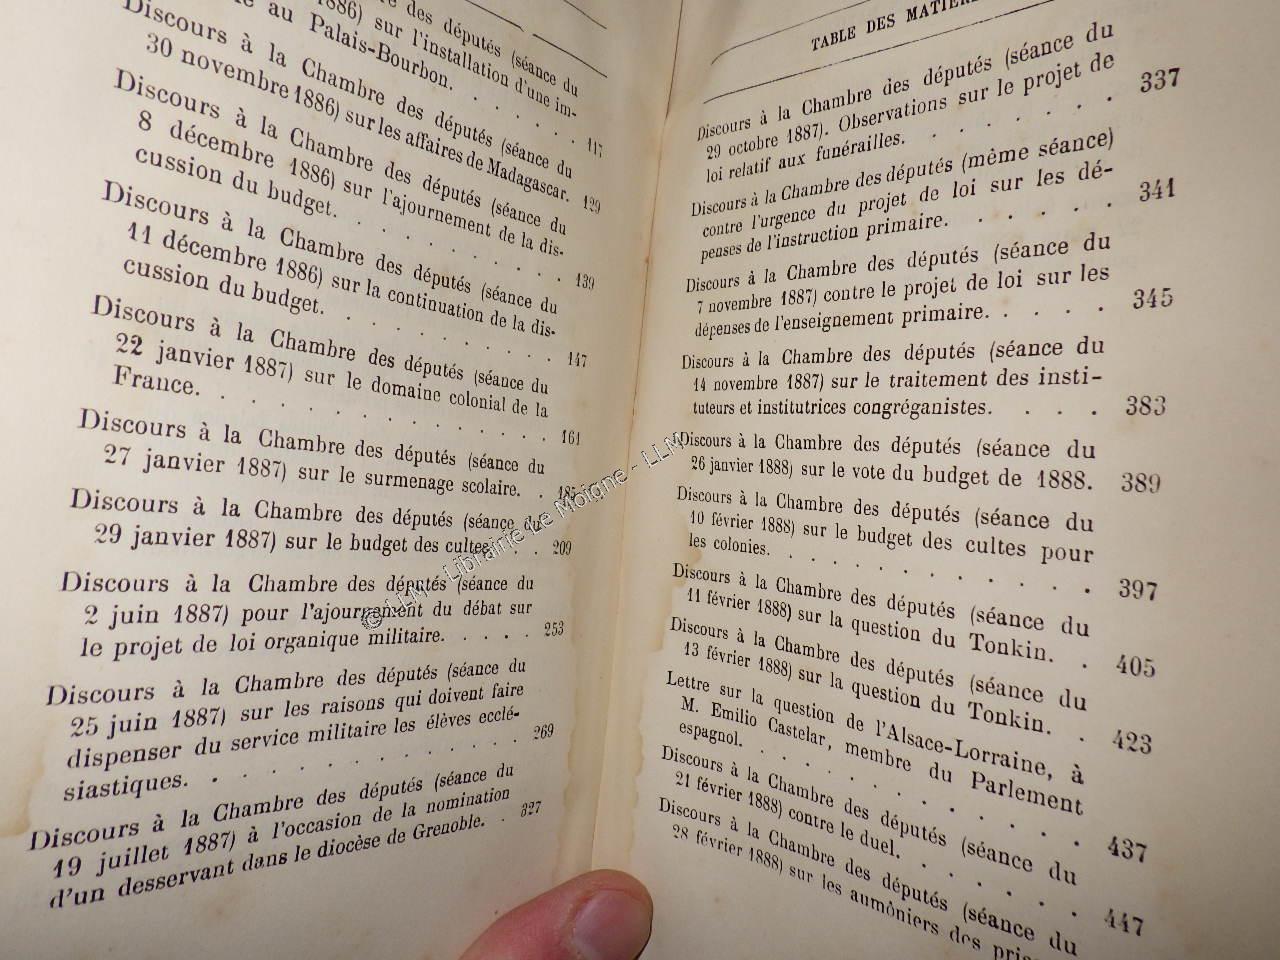 des députés (séance du
1886) sur l'installation d'une im-
au Palais-Bourbon. . . . . . 117
Discours à la Chambre des députés (séance du
30 novembre 1886) sur les affaires de Madagascar. 129
Discours à la Chambre des députés (séance du
8 décembre 1886) sur l'ajournement de la dis-
cussion du budget. . . . . . . . . 139
Discours à la Chambre des députés (séance du
11 décembre 1886) sur la continuation de la dis-
cussion du budget. . . . . . . . . 147
Discours à la Chambre des députés (séance du
22 janvier 1887) sur le domaine colonial de la
France. . . . . . . . . . . . . 161
Discours à la Chambre des députés (séance du
27 janvier 1887) sur le surmenage scolaire. . 185
Discours à la Chambre des députés (séance du
29 janvier 1887) sur le budget des cultes. . . 209
Discours à la Chambre des députés (séance du
2 juin 1887) pour l'ajournement du débat sur
le projet de loi organique militaire. . . . . 253
Discours à la Chambre des députés (séance du
25 juin 1887) sur les raisons qui doivent faire
dispenser du service militaire les élèves ecclé-
siastiques. . . . . . . . . . . . 269
Discours à la Chambre des députés (séance du
19 juillet 1887) à l'occasion de la nomination
d'un desservant dans le diocèse de Grenoble. . 327
TABLE DES
Discours à la Chambre des députés (séance du
29 octobre 1887). Observations sur le projet de
loi relatif aux funérailles. . . . . . . . 337
Discours à la Chambre des députés (même séance)
contre l'urgence du projet de loi sur les dé-
penses de l'instruction primaire. . . . . . 341
Discours à la Chambre des députés (séance du
7 novembre 1887) contre le projet de loi sur les
dépenses de l'enseignement primaire. . . . . 345
Discours à la Chambre des députés (séance du
14 novembre 1887) sur le traitement des insti-
tuteurs et institutrices congréganistes. . . . 383
Discours à la Chambre des députés (séance du
26 janvier 1888) sur le vote du budget de 1888. 389
Discours à la Chambre des députés (séance du
10 février 1888) sur le budget des cultes pour
les colonies. . . . . . . . . . . . 397
Discours à la Chambre des députés (séance du
11 février 1888) sur la question du Tonkin. . 405
Discours à la Chambre des députés (séance du
13 février 1888) sur la question du Tonkin. . 423
Lettre sur la question de l'Alsace-Lorraine, à
M. Emilio Castelar, membre du Parlement
espagnol. . . . . . . . . . . . . 437
Discours à la Chambre des députés (séance du
21 février 1888) contre le duel. . . . . . . 447
Discours à la Chambre des députés (séance du
28 février 1888) sur les aumôniers des
© LLM - Librairie Le Moigne - LLM